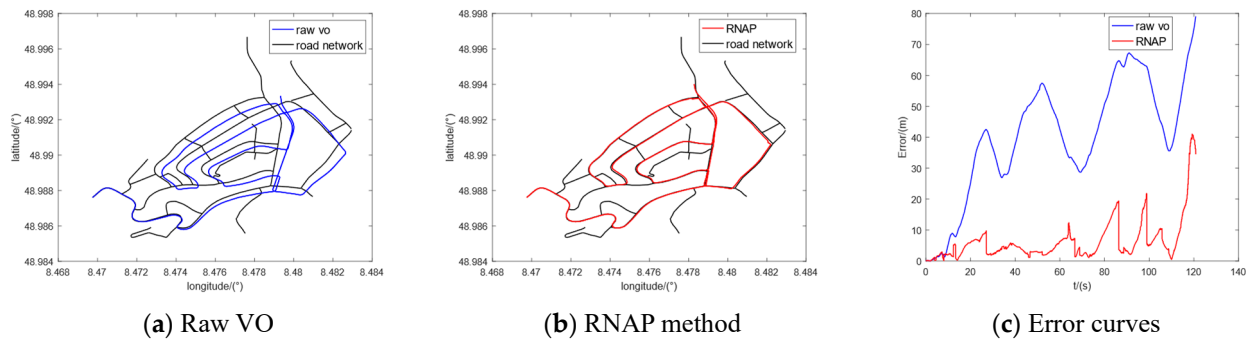 48.998
48.996
48.994
48.992
48.99
48.988
48.986
48.984
latitude/(°)
8.468 8.47 8.472 8.474 8.476 8.478 8.48 8.482 8.484
longitude/(°)
raw vo
road network
(a) Raw VO
48.998
48.996
48.994
48.992
48.99
48.988
48.986
48.984
latitude/(°)
8.468 8.47 8.472 8.474 8.476 8.478 8.48 8.482 8.484
longitude/(°)
RNAP
road network
(b) RNAP method
80
70
60
50
40
30
20
10
0
Error/(m)
0 20 40 60 80 100 120 140
t/(s)
raw vo
RNAP
(c) Error curves